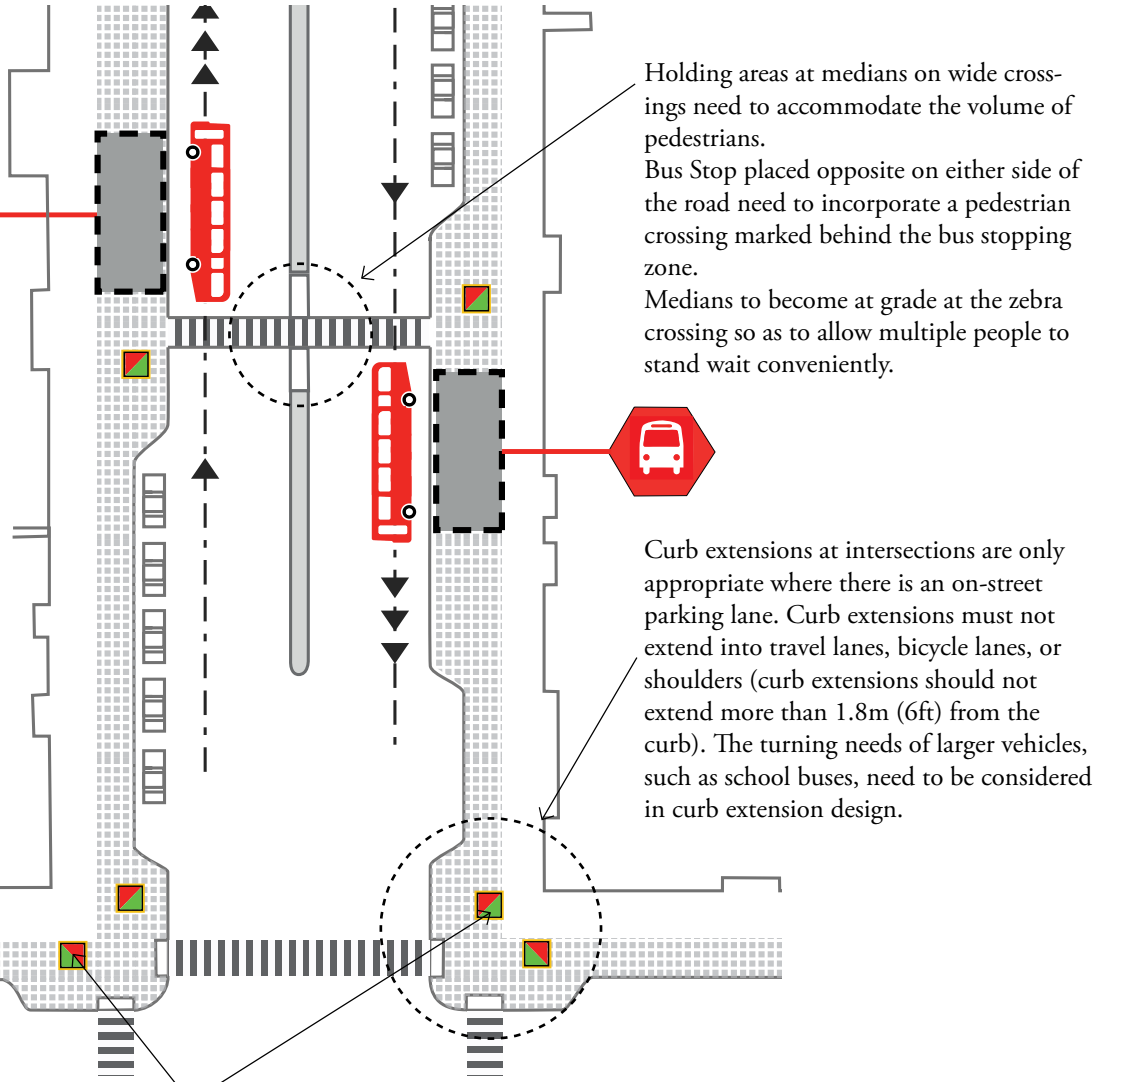 Holding areas at medians on wide cross-
ings need to accommodate the volume of
pedestrians.
Bus Stop placed opposite on either side of
the road need to incorporate a pedestrian
crossing marked behind the bus stopping
zone.
Medians to become at grade at the zebra
crossing so as to allow multiple people to
stand wait conveniently.
Curb extensions at intersections are only
appropriate where there is an on-street
parking lane. Curb extensions must not
extend into travel lanes, bicycle lanes, or
shoulders (curb extensions should not
extend more than 1.8m (6ft) from the
curb). The turning needs of larger vehicles,
such as school buses, need to be considered
in curb extension design.